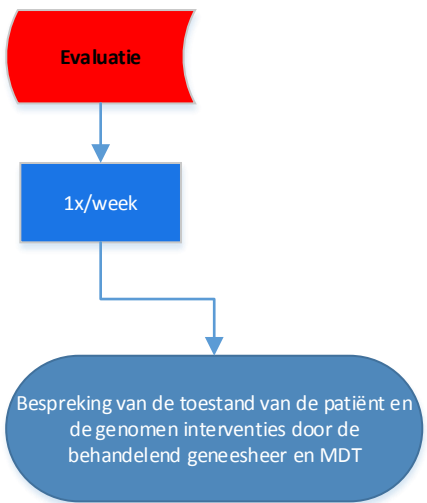 Evaluatie
1x/week
Bespreking van de toestand van de patiënt en
de genomen interventies door de
behandelend geneesheer en MDT